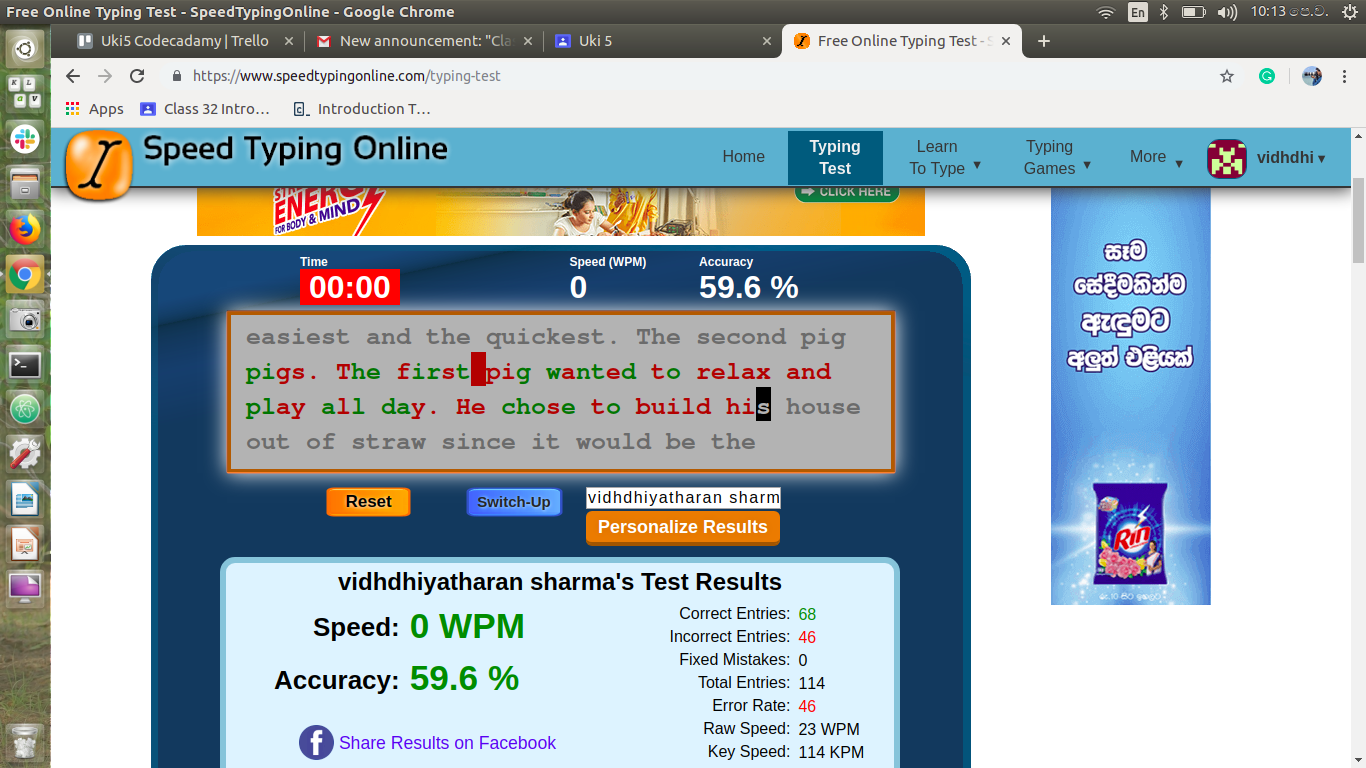 Free Online Typing Test - SpeedTypingOnline - Google Chrome
En
10:13 පෙ.ව.
Uki5 Codecadamy | Trello
New announcement: "Cla
Uki 5
Free Online Typing Test - S
https://www.speedtypingonline.com/typing-test
Apps
Class 32 Intro…
Introduction T…
Speed Typing Online
Home
Typing
Test
Learn
To Type
Typing
Games
More
vidhdhi
ENERGY
FOR BODY & MIND
CLICK HERE
Time
Speed (WPM)
Accuracy
00:00
0
59.6 %
easiest and the quickest. The second pig
pigs. The first pig wanted to relax and
play all day. He chose to build his house
out of straw since it would be the
Reset
Switch-Up
vidhdhiyatharan sharm
Personalize Results
vidhdhiyatharan sharma's Test Results
Speed: 0 WPM
Accuracy: 59.6 %
Share Results on Facebook
Correct Entries: 68
Incorrect Entries: 46
Fixed Mistakes: 0
Total Entries: 114
Error Rate: 46
Raw Speed: 23 WPM
Key Speed: 114 KPM
සෑම
සේදීමකින්ම
ඇඳුමට
අලුත් එළියක්
Rin